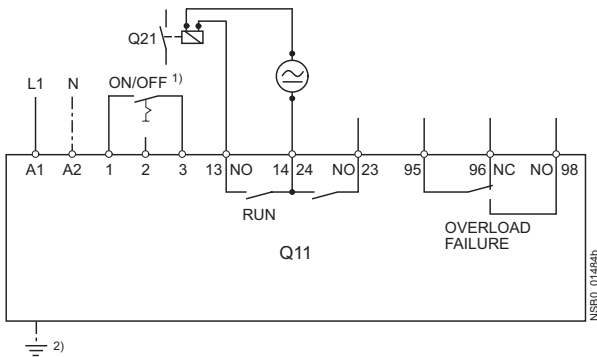 Q21
ON/OFF 1)
L1 N
A1 A2 1 2 3 13 NO 14 24 NO 23 95 96 NC NO 98
RUN
OVERLOAD
FAILURE
Q11
2)
NSB0_01484b